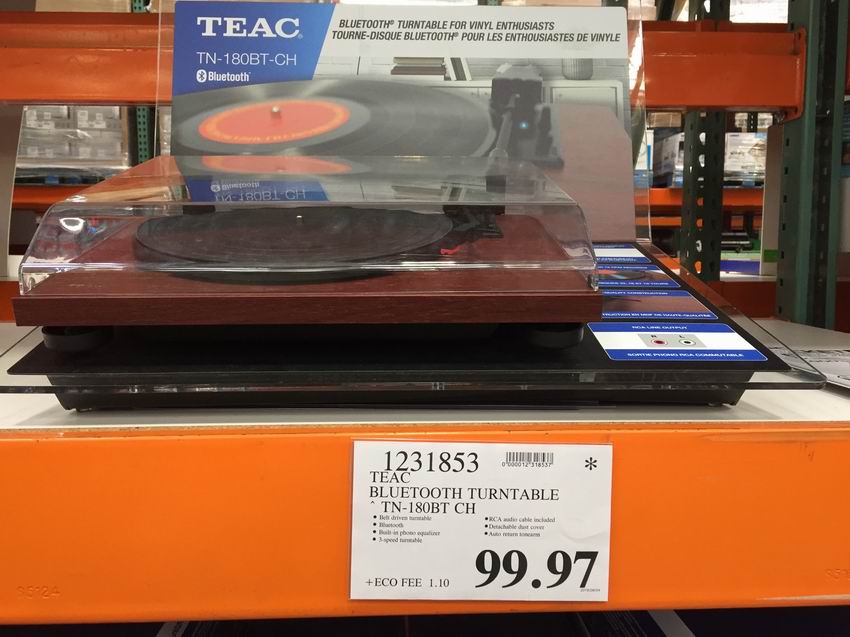 TEAC
BLUETOOTH® TURNTABLE FOR VINYL ENTHUSIASTS
TOURNE-DISQUE BLUETOOTH® POUR LES ENTHOUSIASTES DE VINYLE
TN-180BT-CH
Bluetooth®
RCA LINE OUTPUT
R L
SORTIE PHONO RCA COMMUTABLE
1231853
TEAC
BLUETOOTH TURNTABLE
^ TN-180BT CH
• Belt driven turntable
• Bluetooth
• Built-in phono equalizer
• 3-speed turntable
• RCA audio cable included
• Detachable dust cover
• Auto return tonearm
*
+ECO FEE 1.10
99.97